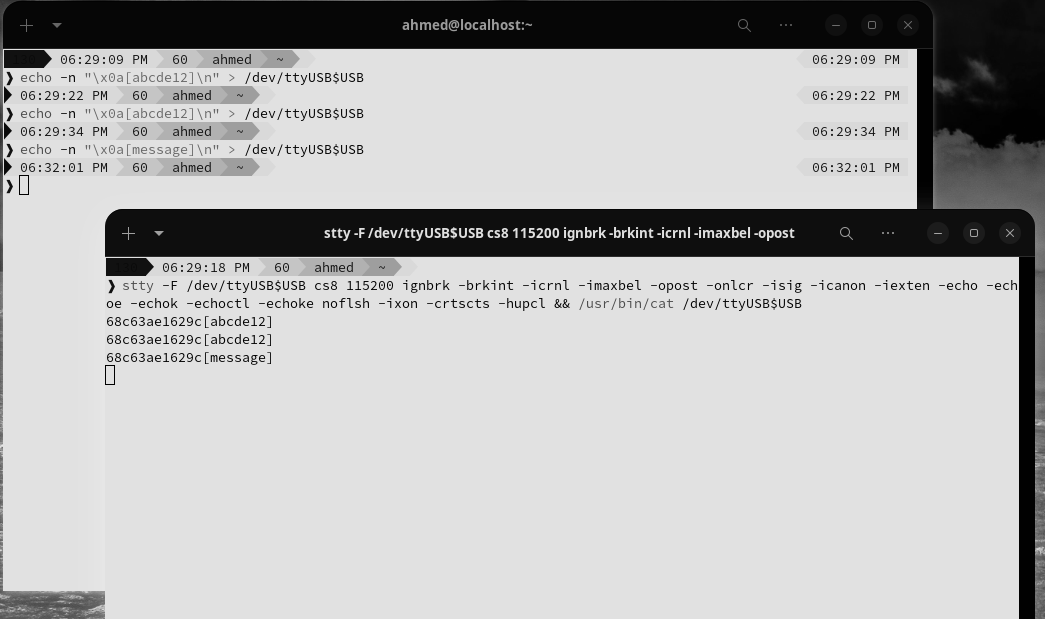 ahmed@localhost:~
06:29:09 PM 60 ahmed ~ 06:29:09 PM
❯ echo -n "\x0a[abcde12]\n" > /dev/ttyUSB$USB
06:29:22 PM 60 ahmed ~ 06:29:22 PM
❯ echo -n "\x0a[abcde12]\n" > /dev/ttyUSB$USB
06:29:34 PM 60 ahmed ~ 06:29:34 PM
❯ echo -n "\x0a[message]\n" > /dev/ttyUSB$USB
06:32:01 PM 60 ahmed ~ 06:32:01 PM
❯
stty -F /dev/ttyUSB$USB cs8 115200 ignbrk -brkint -icrnl -imaxbel -opost
06:29:18 PM 60 ahmed ~
❯ stty -F /dev/ttyUSB$USB cs8 115200 ignbrk -brkint -icrnl -imaxbel -opost -onlcr -isig -icanon -iexten -echo -ech
oe -echok -echoctl -echoke noflsh -ixon -crtscts -hupcl && /usr/bin/cat /dev/ttyUSB$USB
68c63ae1629c[abcde12]
68c63ae1629c[abcde12]
68c63ae1629c[message]